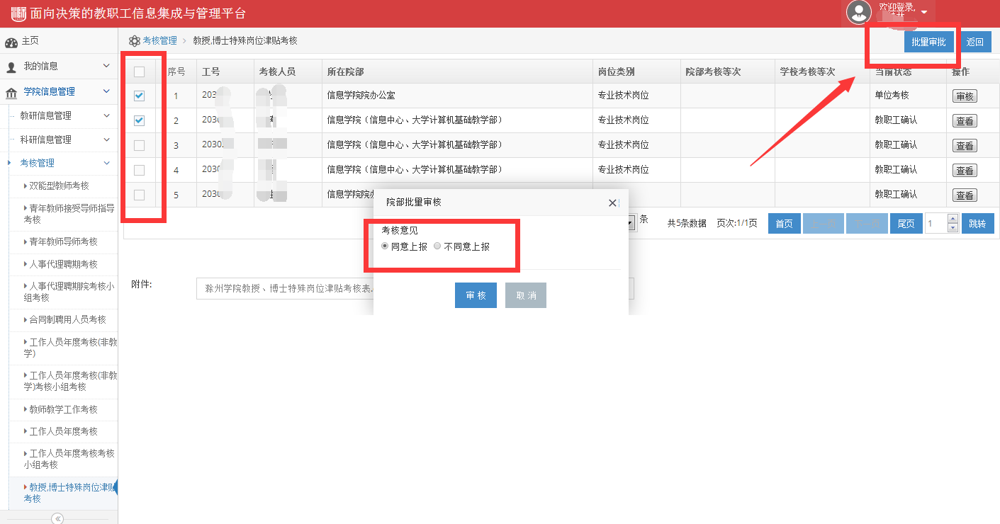 面向决策的教职工信息集成与管理平台
欢迎登录,
主页
我的信息
学院信息管理
教研信息管理
科研信息管理
考核管理
双能型教师考核
青年教师接受导师指导
考核
青年教师导师考核
人事代理聘期考核
人事代理聘期院考核小
组考核
合同制聘用人员考核
工作人员年度考核(非教
学)
工作人员年度考核(非教
学)考核小组考核
教师教学工作考核
工作人员年度考核
工作人员年度考核考核
小组考核
教授,博士特殊岗位津贴
考核
考核管理 > 教授,博士特殊岗位津贴考核
批量审批 返回
序号 工号 考核人员 所在院部 岗位类别 院部考核等次 学校考核等次 当前状态 操作
1 203 信息学院院办公室 专业技术岗位 单位考核 审核
2 203 信息学院（信息中心、大学计算机基础教学部） 专业技术岗位 教职工确认 查看
3 2030 信息学院（信息中心、大学计算机基础教学部） 专业技术岗位 教职工确认 查看
4 203 信息学院（信息中心、大学计算机基础教学部） 专业技术岗位 教职工确认 查看
5 203 信息学院院 教职工确认 查看
条 共5条数据 页次:1/1页 首页 尾页 1 跳转
院部批量审核
考核意见
同意上报 不同意上报
审 核 取 消
附件:
滁州学院教授、博士特殊岗位津贴考核表.